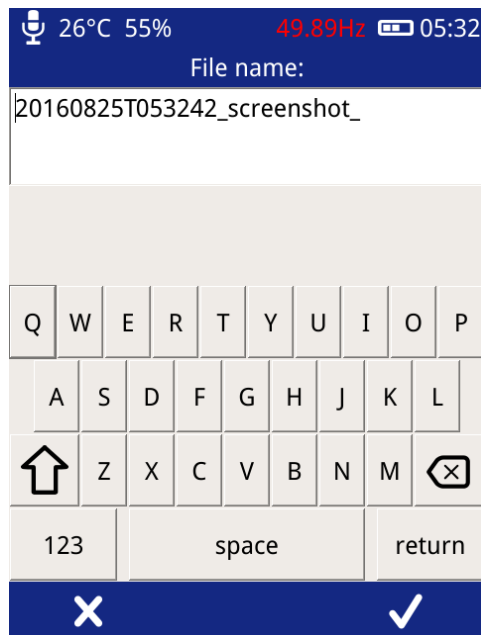 26°C 55% 49.89Hz 05:32
File name:
20160825T053242_screenshot_
Q W E R T Y U I O P
A S D F G H J K L
Z X C V B N M
123 space return